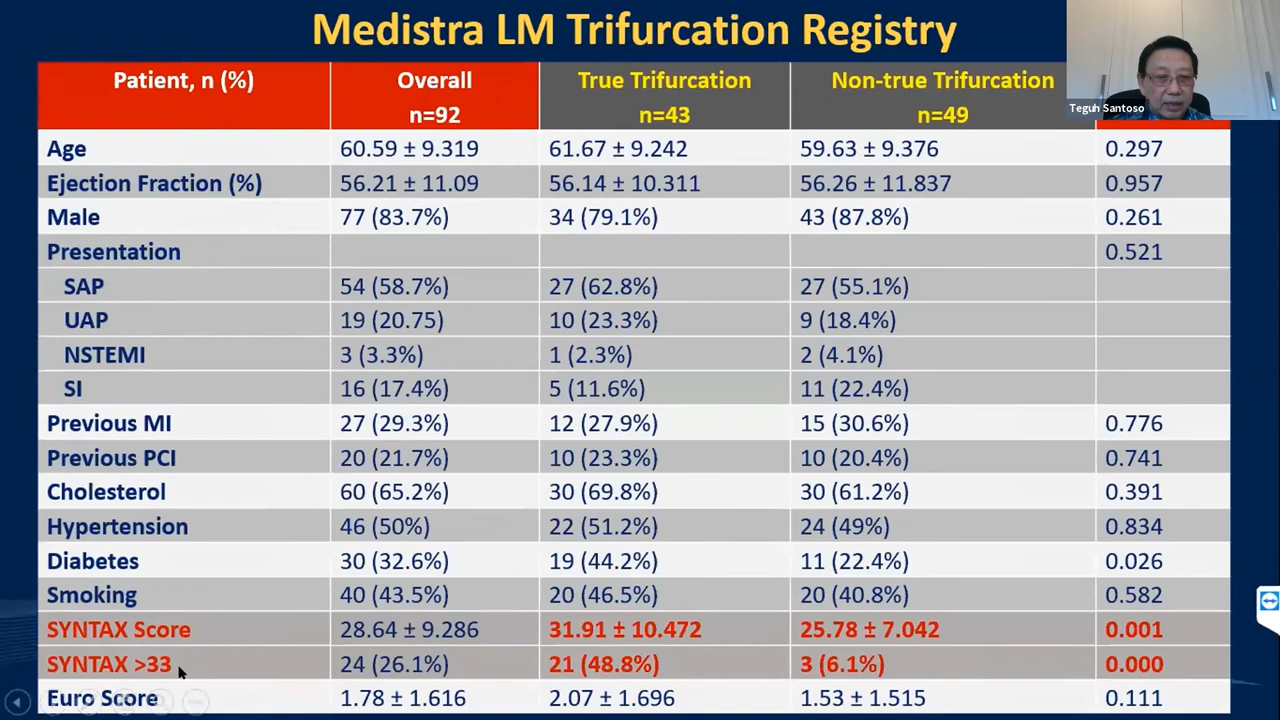 Medistra LM Trifurcation Registry
Teguh Santoso
Patient, n (%) Overall n=92 True Trifurcation n=43 Non-true Trifurcation n=49
Age 60.59 ± 9.319 61.67 ± 9.242 59.63 ± 9.376 0.297
Ejection Fraction (%) 56.21 ± 11.09 56.14 ± 10.311 56.26 ± 11.837 0.957
Male 77 (83.7%) 34 (79.1%) 43 (87.8%) 0.261
Presentation 0.521
SAP 54 (58.7%) 27 (62.8%) 27 (55.1%)
UAP 19 (20.75) 10 (23.3%) 9 (18.4%)
NSTEMI 3 (3.3%) 1 (2.3%) 2 (4.1%)
SI 16 (17.4%) 5 (11.6%) 11 (22.4%)
Previous MI 27 (29.3%) 12 (27.9%) 15 (30.6%) 0.776
Previous PCI 20 (21.7%) 10 (23.3%) 10 (20.4%) 0.741
Cholesterol 60 (65.2%) 30 (69.8%) 30 (61.2%) 0.391
Hypertension 46 (50%) 22 (51.2%) 24 (49%) 0.834
Diabetes 30 (32.6%) 19 (44.2%) 11 (22.4%) 0.026
Smoking 40 (43.5%) 20 (46.5%) 20 (40.8%) 0.582
SYNTAX Score 28.64 ± 9.286 31.91 ± 10.472 25.78 ± 7.042 0.001
SYNTAX >33 24 (26.1%) 21 (48.8%) 3 (6.1%) 0.000
Euro Score 1.78 ± 1.616 2.07 ± 1.696 1.53 ± 1.515 0.111